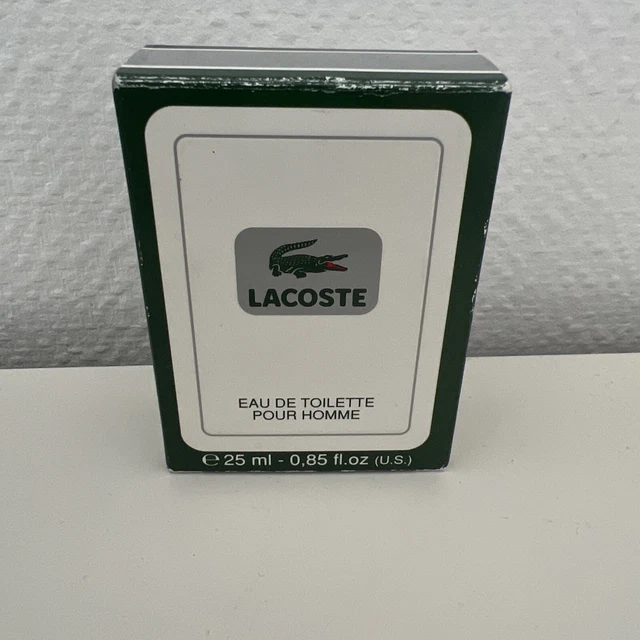 LACOSTE
EAU DE TOILETTE
POUR HOMME
℮ 25 ml - 0,85 fl.oz (U.S.)